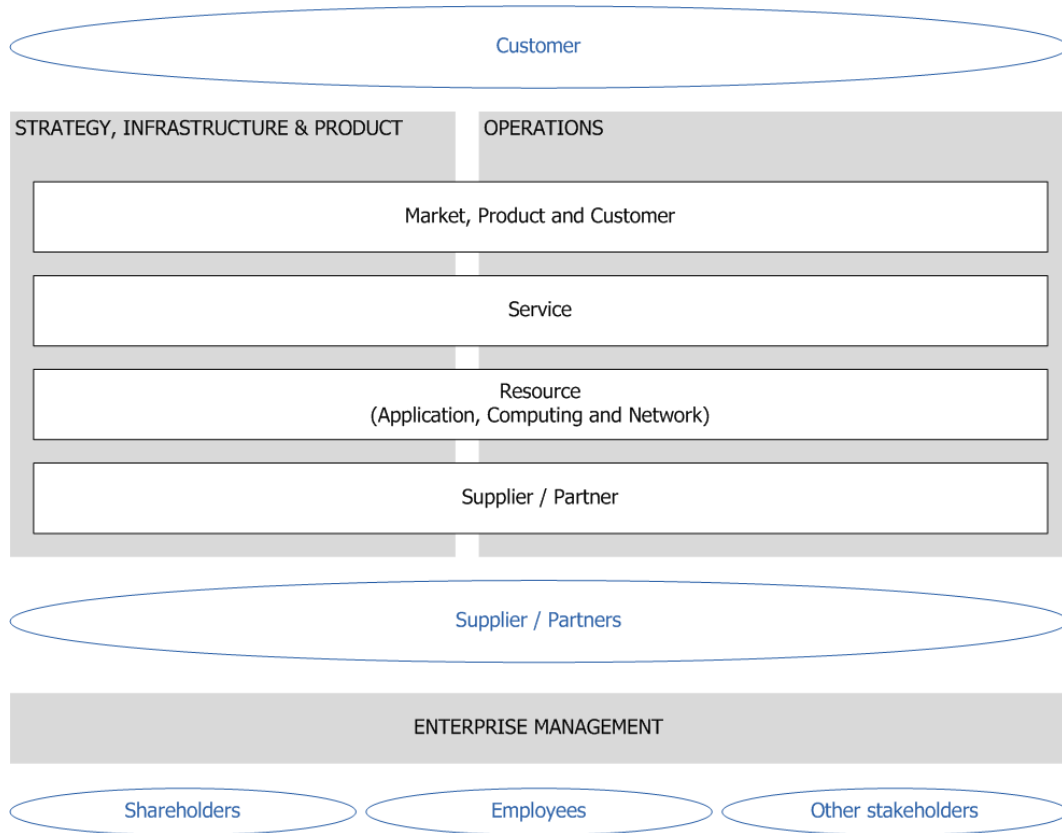 Customer
STRATEGY, INFRASTRUCTURE & PRODUCT
OPERATIONS
Market, Product and Customer
Service
Resource
(Application, Computing and Network)
Supplier / Partner
Supplier / Partners
ENTERPRISE MANAGEMENT
Shareholders
Employees
Other stakeholders